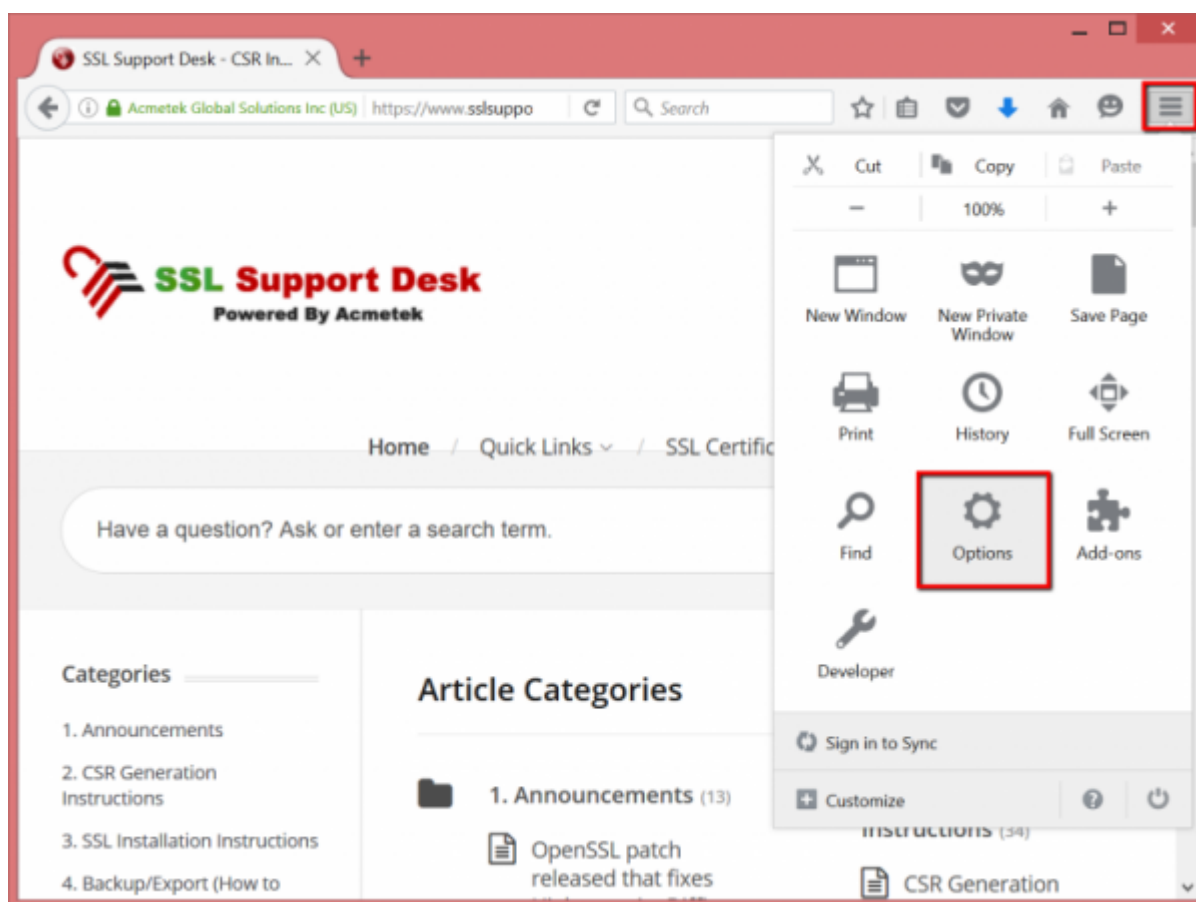 SSL Support Desk - CSR In...
Acmetek Global Solutions Inc (US)
https://www.sslsuppo
Search
Cut
Copy
Paste
100%
New Window
New Private
Window
Save Page
Print
History
Full Screen
Find
Options
Add-ons
Developer
Sign in to Sync
Customize
SSL Support Desk
Powered By Acmetek
Home / Quick Links / SSL Certific
Have a question? Ask or enter a search term.
Categories
1. Announcements
2. CSR Generation
Instructions
3. SSL Installation Instructions
4. Backup/Export (How to
Article Categories
1. Announcements (13)
OpenSSL patch
released that fixes
Instructions (34)
CSR Generation